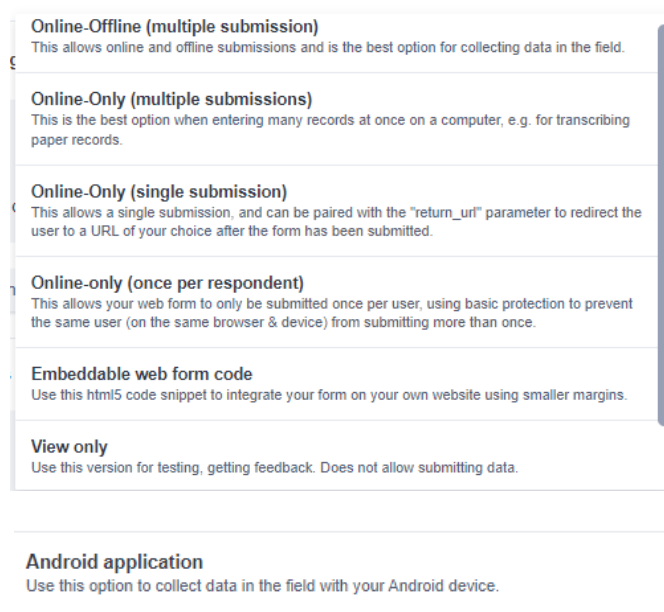 Online-Offline (multiple submission)
This allows online and offline submissions and is the best option for collecting data in the field.
Online-Only (multiple submissions)
This is the best option when entering many records at once on a computer, e.g. for transcribing
paper records.
Online-Only (single submission)
This allows a single submission, and can be paired with the "return_url" parameter to redirect the
user to a URL of your choice after the form has been submitted.
Online-only (once per respondent)
This allows your web form to only be submitted once per user, using basic protection to prevent
the same user (on the same browser & device) from submitting more than once.
Embeddable web form code
Use this html5 code snippet to integrate your form on your own website using smaller margins.
View only
Use this version for testing, getting feedback. Does not allow submitting data.
Android application
Use this option to collect data in the field with your Android device.